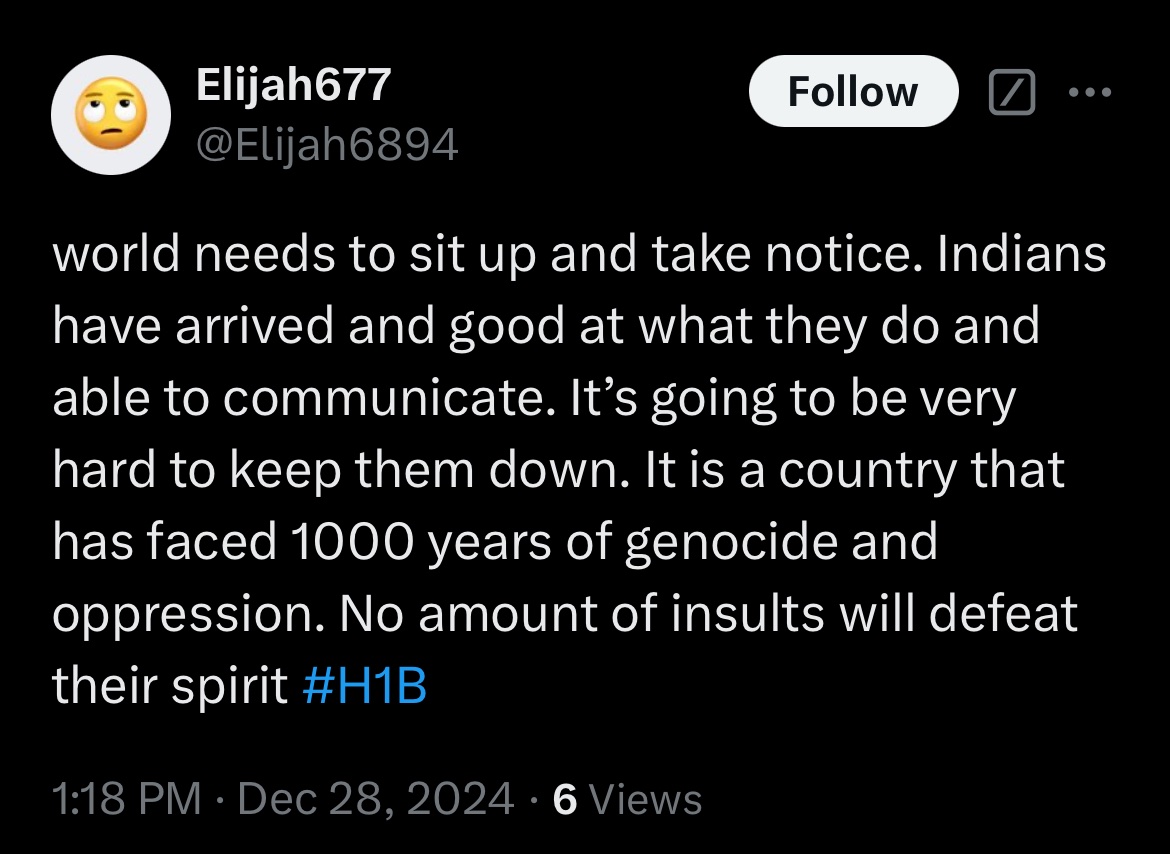 Elijah677
@Elijah6894
Follow
world needs to sit up and take notice. Indians
have arrived and good at what they do and
able to communicate. It’s going to be very
hard to keep them down. It is a country that
has faced 1000 years of genocide and
oppression. No amount of insults will defeat
their spirit #H1B
1:18 PM · Dec 28, 2024 · 6 Views